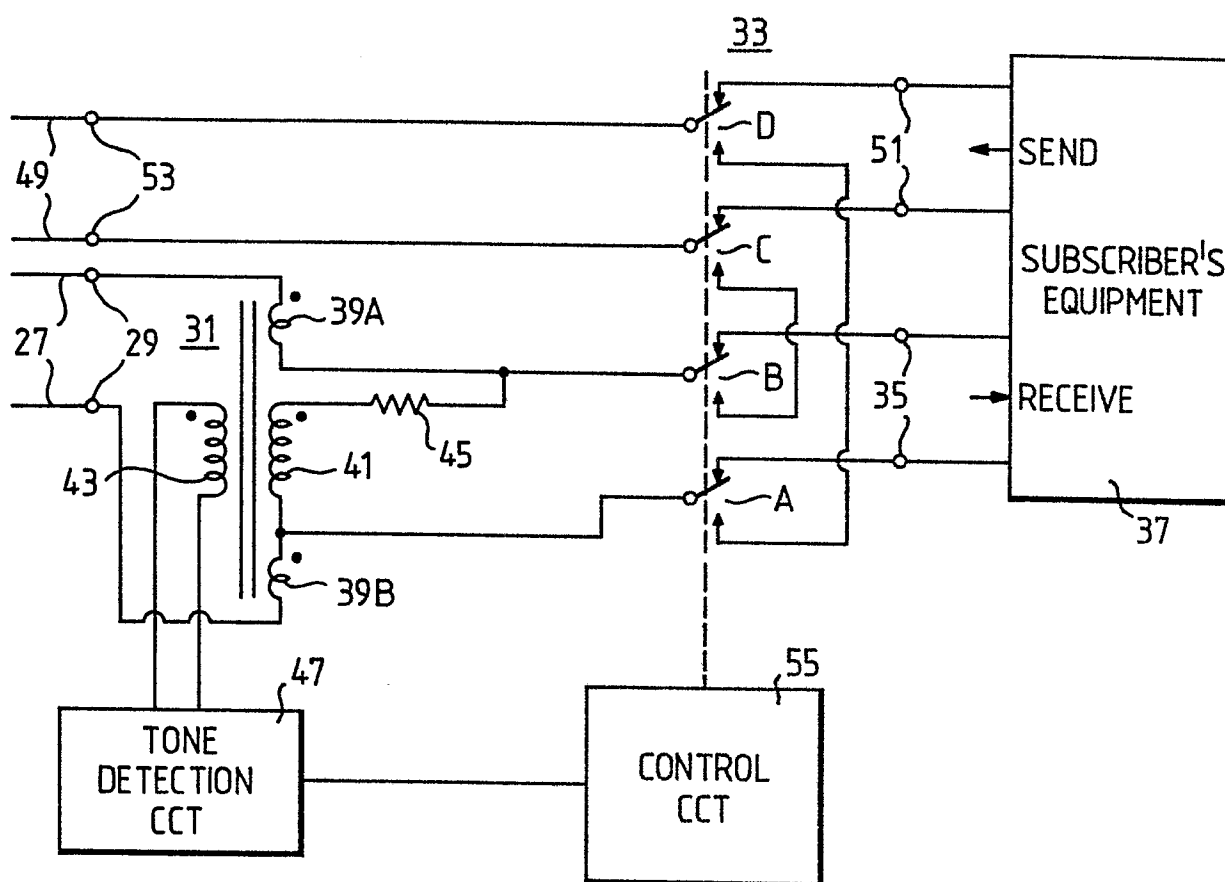 33
D
51
SEND
49
53
C
SUBSCRIBER'S
EQUIPMENT
39A
27
29
31
B
35
RECEIVE
45
43
41
A
37
39B
47
55
TONE
DETECTION
CCT
CONTROL
CCT